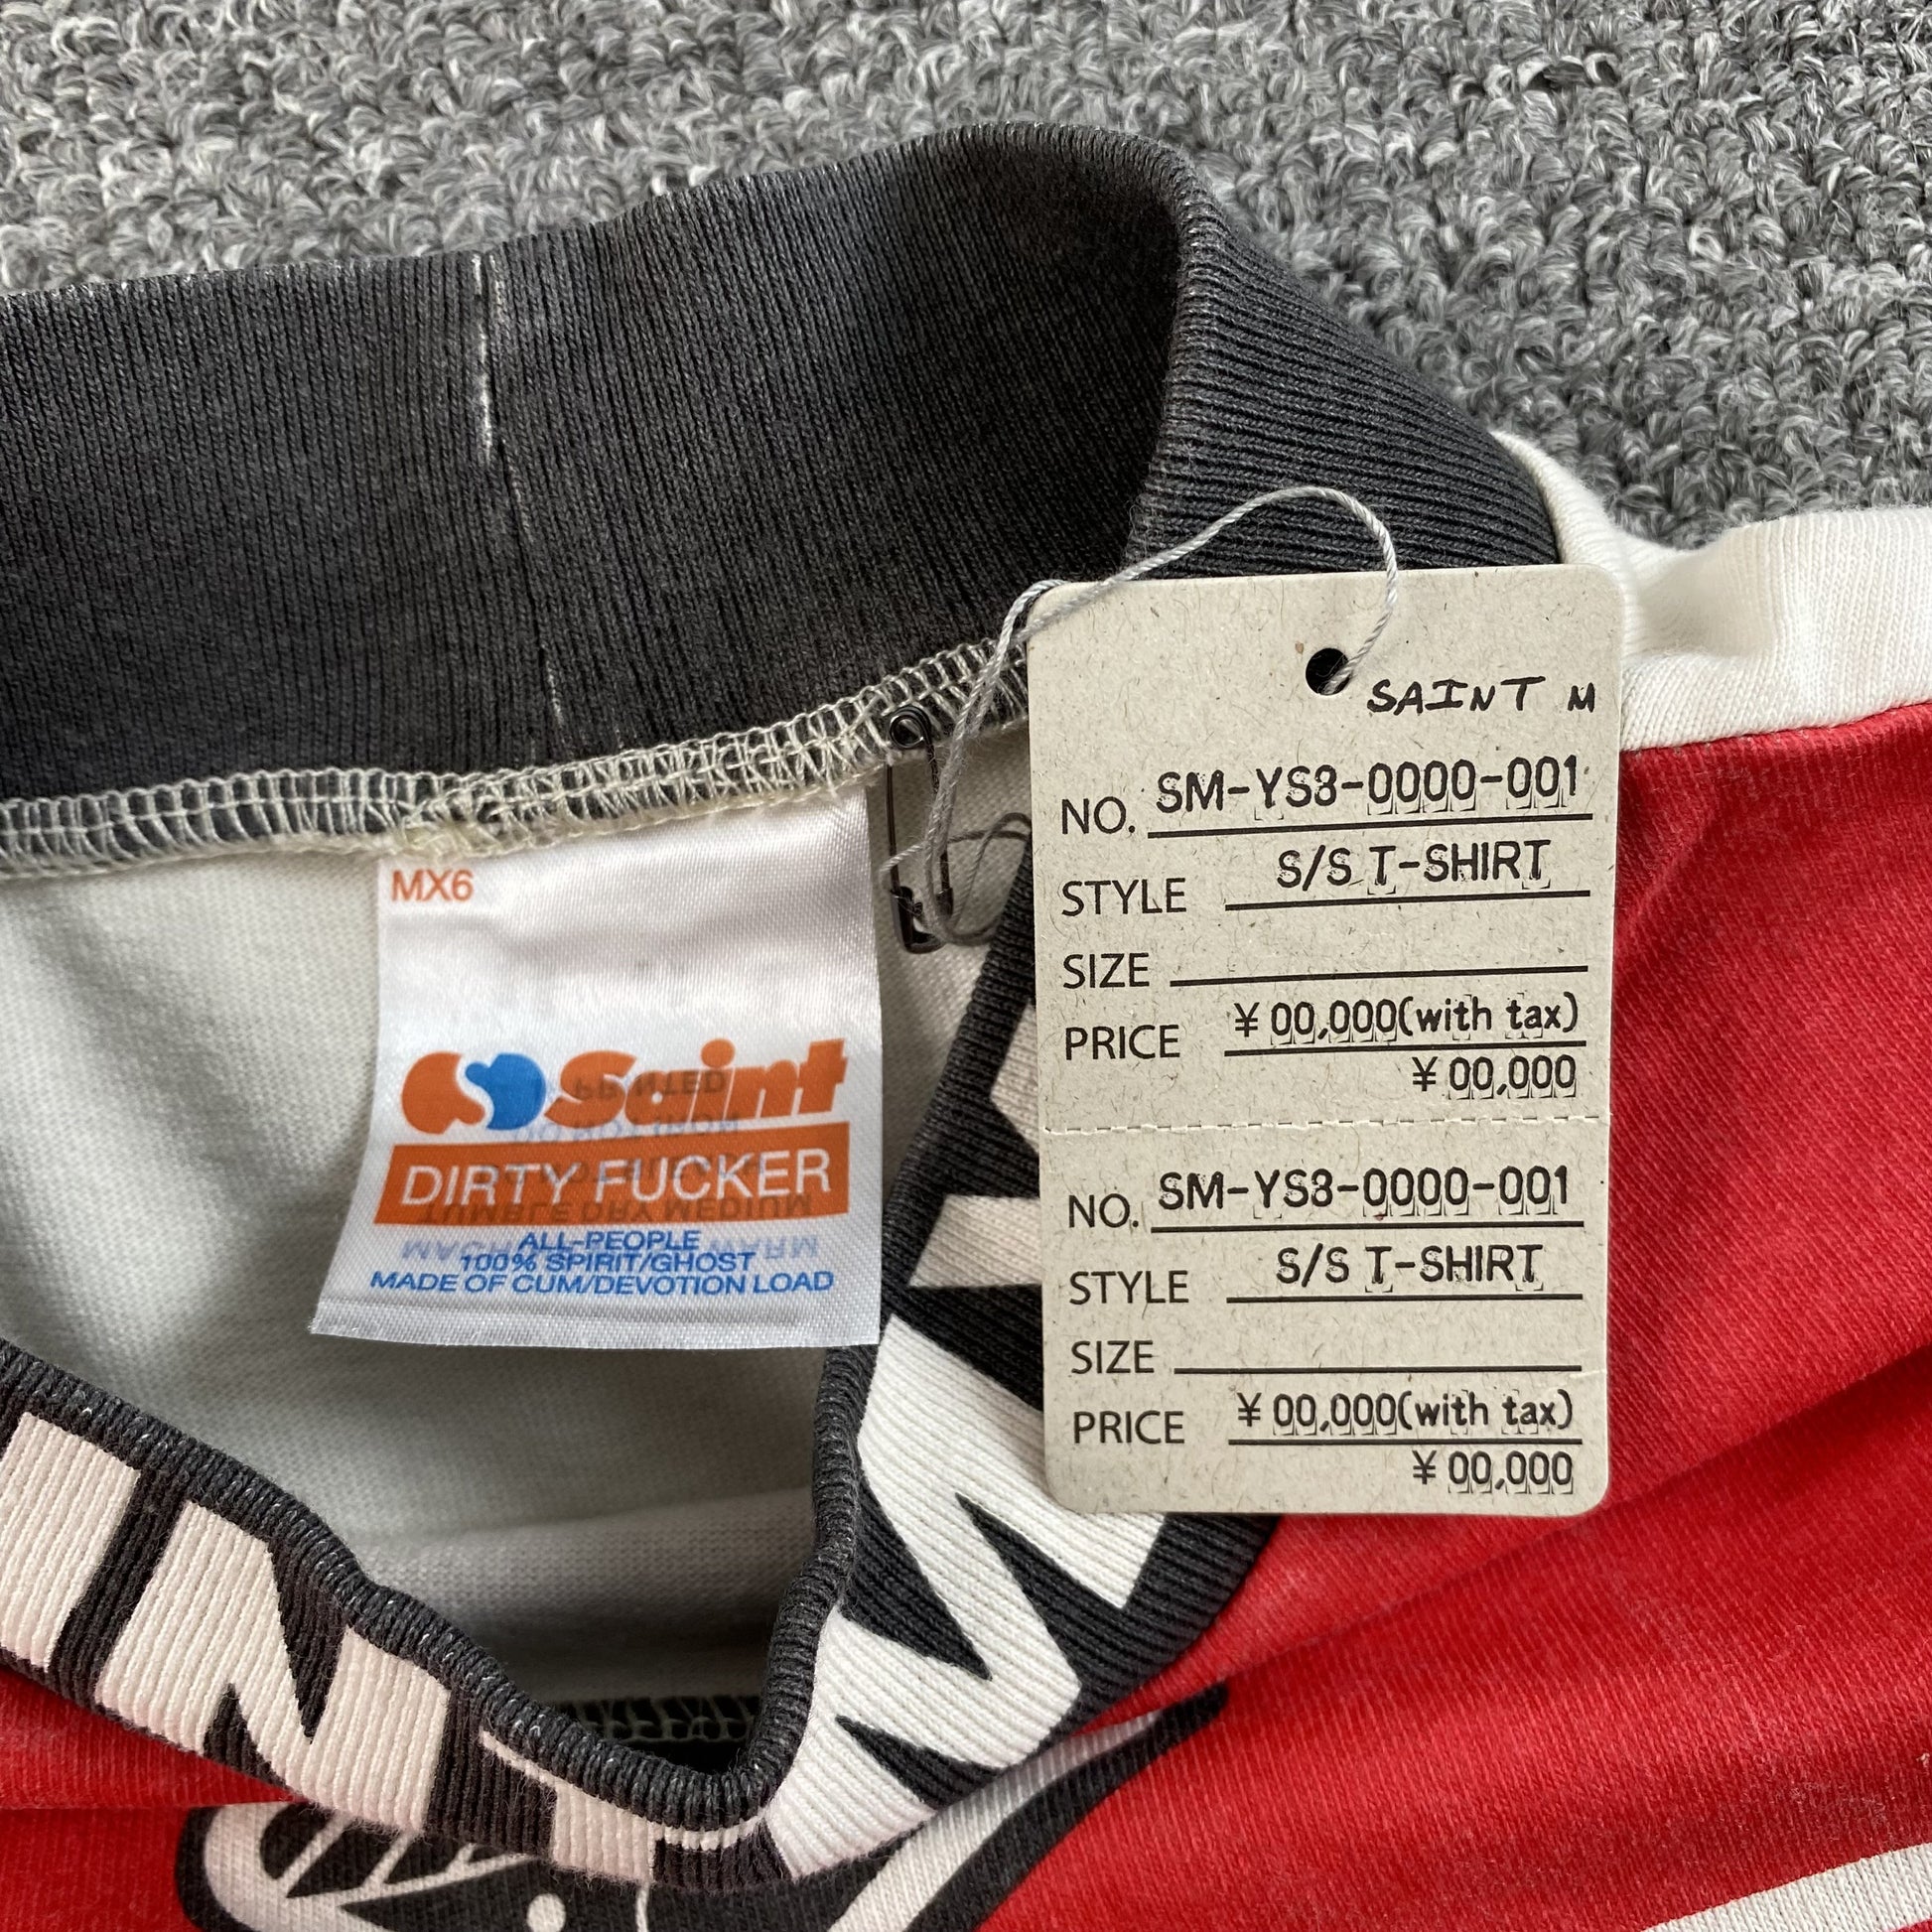 SAINT M
NO. SM-YS3-0000-001
STYLE S/S T-SHIRT
SIZE
PRICE ¥00,000(with tax)
¥00,000
NO. SM-YS3-0000-001
STYLE S/S T-SHIRT
SIZE
PRICE ¥00,000(with tax)
¥00,000
MX6
Saint
DIRTY FUCKER
ALL-PEOPLE
100% SPIRIT/GHOST
MADE OF CUM/DEVOTION LOAD